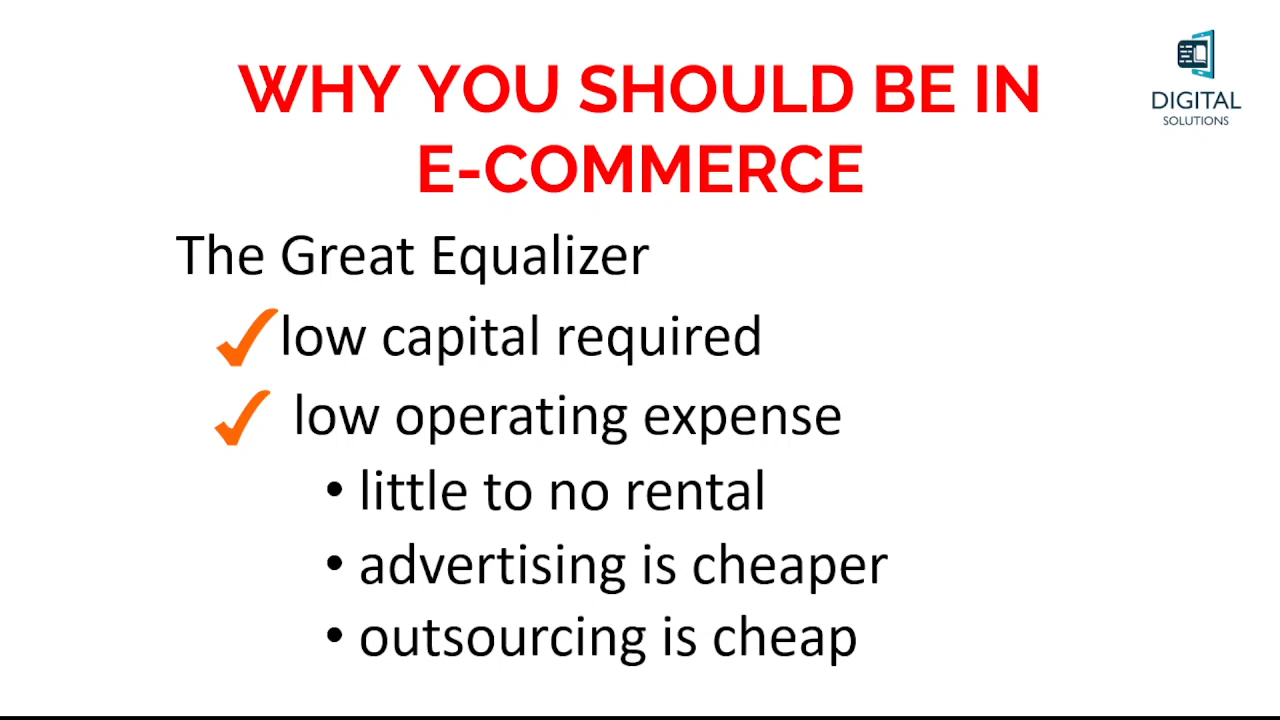 WHY YOU SHOULD BE IN
E-COMMERCE
DIGITAL
SOLUTIONS
The Great Equalizer
low capital required
low operating expense
• little to no rental
• advertising is cheaper
• outsourcing is cheap